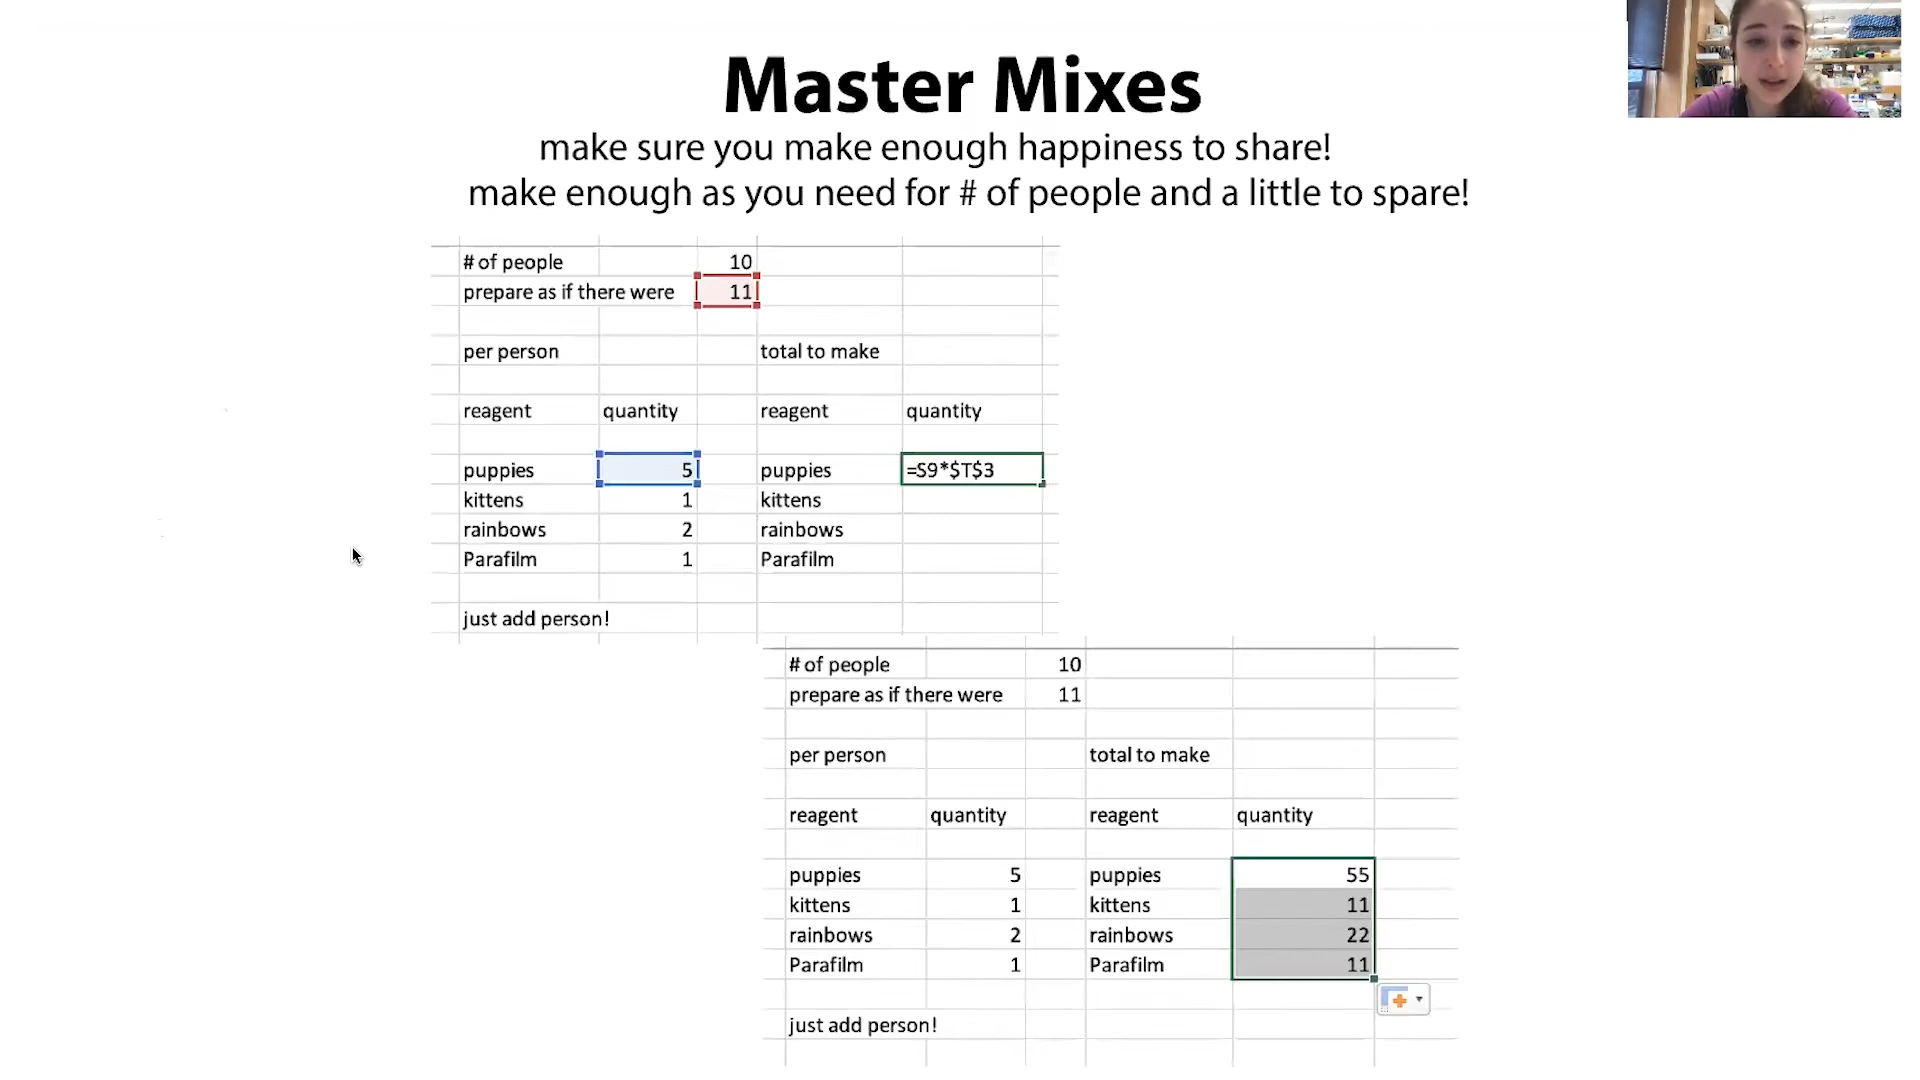 Master Mixes
make sure you make enough happiness to share!
make enough as you need for # of people and a little to spare!
# of people 10
prepare as if there were 11
per person total to make
reagent quantity reagent quantity
puppies 5 puppies =S9*$T$3
kittens 1 kittens
rainbows 2 rainbows
Parafilm 1 Parafilm
just add person!
# of people 10
prepare as if there were 11
per person total to make
reagent quantity reagent quantity
puppies 5 puppies 55
kittens 1 kittens 11
rainbows 2 rainbows 22
Parafilm 1 Parafilm 11
just add person!